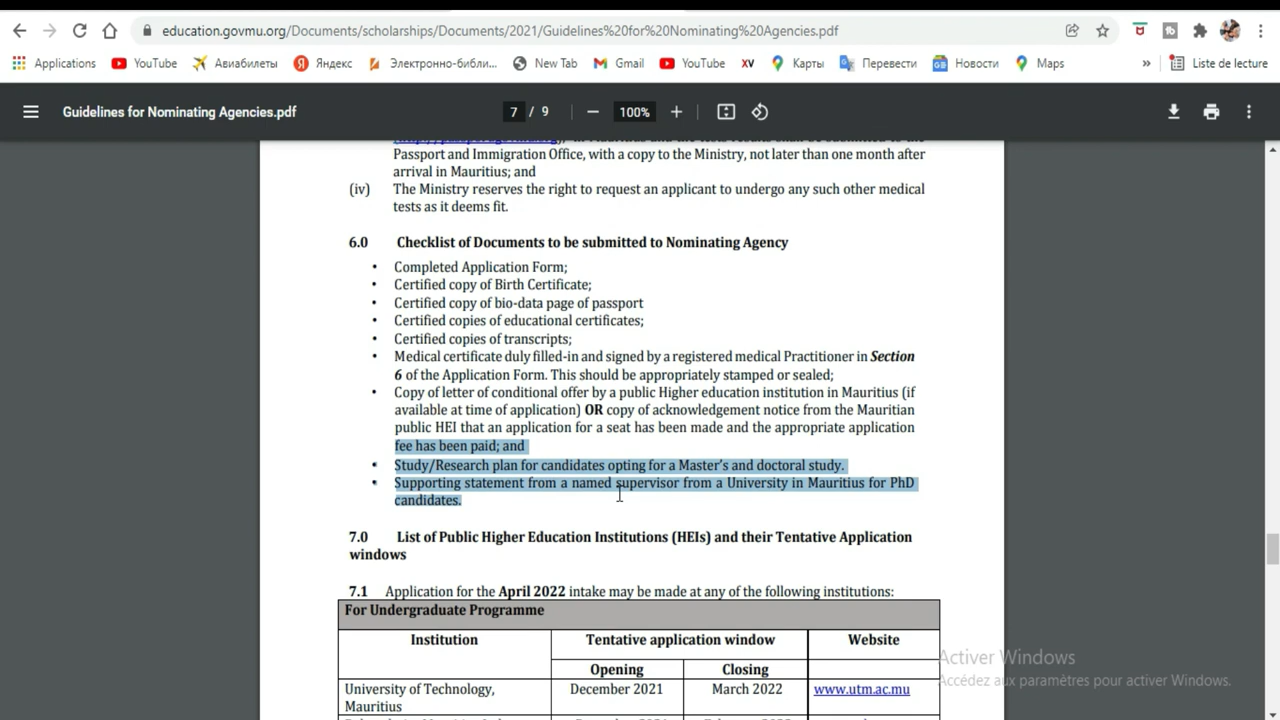 education.govmu.org/Documents/scholarships/Documents/2021/Guidelines%20for%20Nominating%20Agencies.pdf
Applications YouTube Авиабилеты Яндекс Электронно-библи... New Tab Gmail YouTube XV Карты Перевести Новости Maps » Liste de lecture
Guidelines for Nominating Agencies.pdf 7 / 9 − 100% +
Passport and Immigration Office, with a copy to the Ministry, not later than one month after
arrival in Mauritius; and
(iv) The Ministry reserves the right to request an applicant to undergo any such other medical
tests as it deems fit.
6.0 Checklist of Documents to be submitted to Nominating Agency
• Completed Application Form;
• Certified copy of Birth Certificate;
• Certified copy of bio-data page of passport
• Certified copies of educational certificates;
• Certified copies of transcripts;
• Medical certificate duly filled-in and signed by a registered medical Practitioner in Section
6 of the Application Form. This should be appropriately stamped or sealed;
• Copy of letter of conditional offer by a public Higher education institution in Mauritius (if
available at time of application) OR copy of acknowledgement notice from the Mauritian
public HEI that an application for a seat has been made and the appropriate application
fee has been paid; and
• Study/Research plan for candidates opting for a Master's and doctoral study.
• Supporting statement from a named supervisor from a University in Mauritius for PhD
candidates.
7.0 List of Public Higher Education Institutions (HEIs) and their Tentative Application
windows
7.1 Application for the April 2022 intake may be made at any of the following institutions:
For Undergraduate Programme
Institution Tentative application window Website
Opening Closing
University of Technology, December 2021 March 2022 www.utm.ac.mu
Mauritius
Activer Windows
Accédez aux paramètres pour activer Windows.